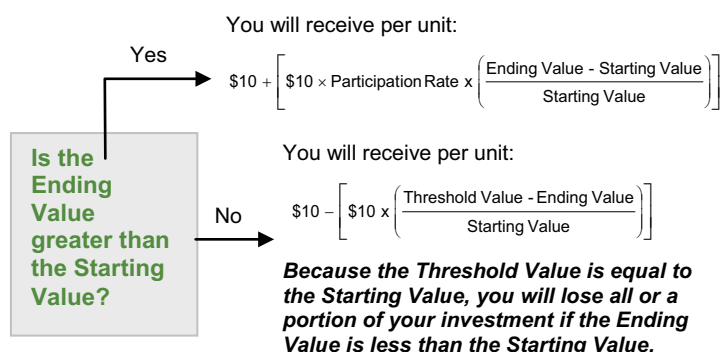 You will receive per unit:
Yes
$10 + [$10 × Participation Rate x (Ending Value - Starting Value / Starting Value)]
Is the
Ending
Value
greater than
the Starting
Value?
You will receive per unit:
No
$10 – [$10 x (Threshold Value - Ending Value / Starting Value)]
Because the Threshold Value is equal to
the Starting Value, you will lose all or a
portion of your investment if the Ending
Value is less than the Starting Value.